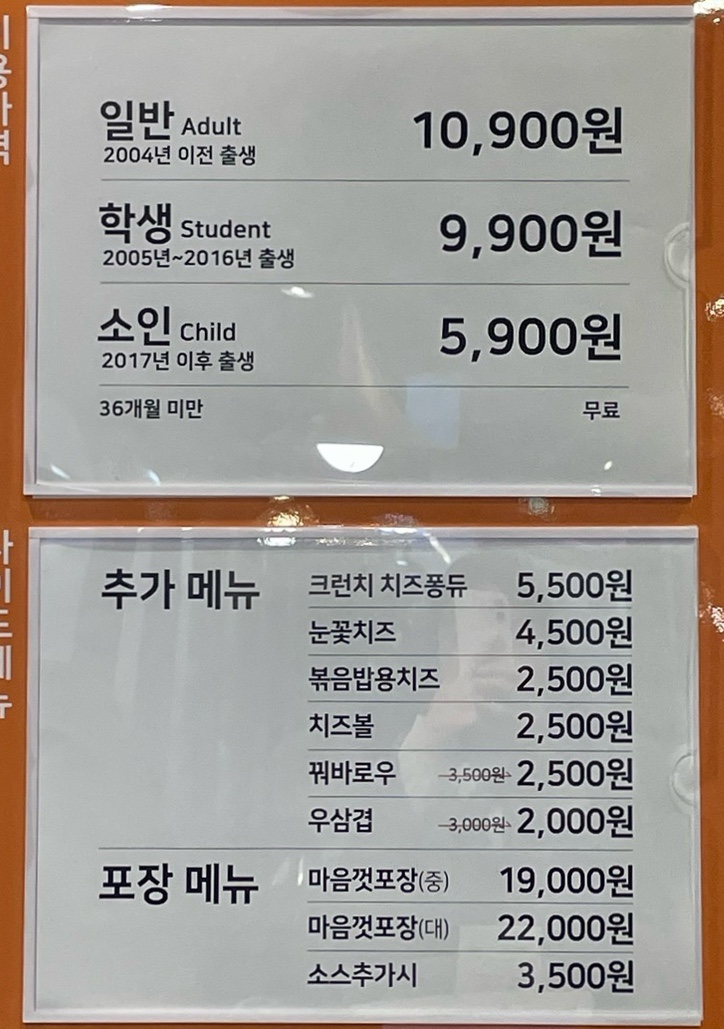 일반 Adult 10,900원
2004년 이전 출생
학생 Student 9,900원
2005년~2016년 출생
소인 Child 5,900원
2017년 이후 출생
36개월 미만 무료
추가 메뉴 크런치 치즈퐁듀 5,500원
눈꽃치즈 4,500원
볶음밥용치즈 2,500원
치즈볼 2,500원
꿔바로우 3,500원 2,500원
우삼겹 3,000원 2,000원
포장 메뉴 마음껏포장(중) 19,000원
마음껏포장(대) 22,000원
소스추가시 3,500원